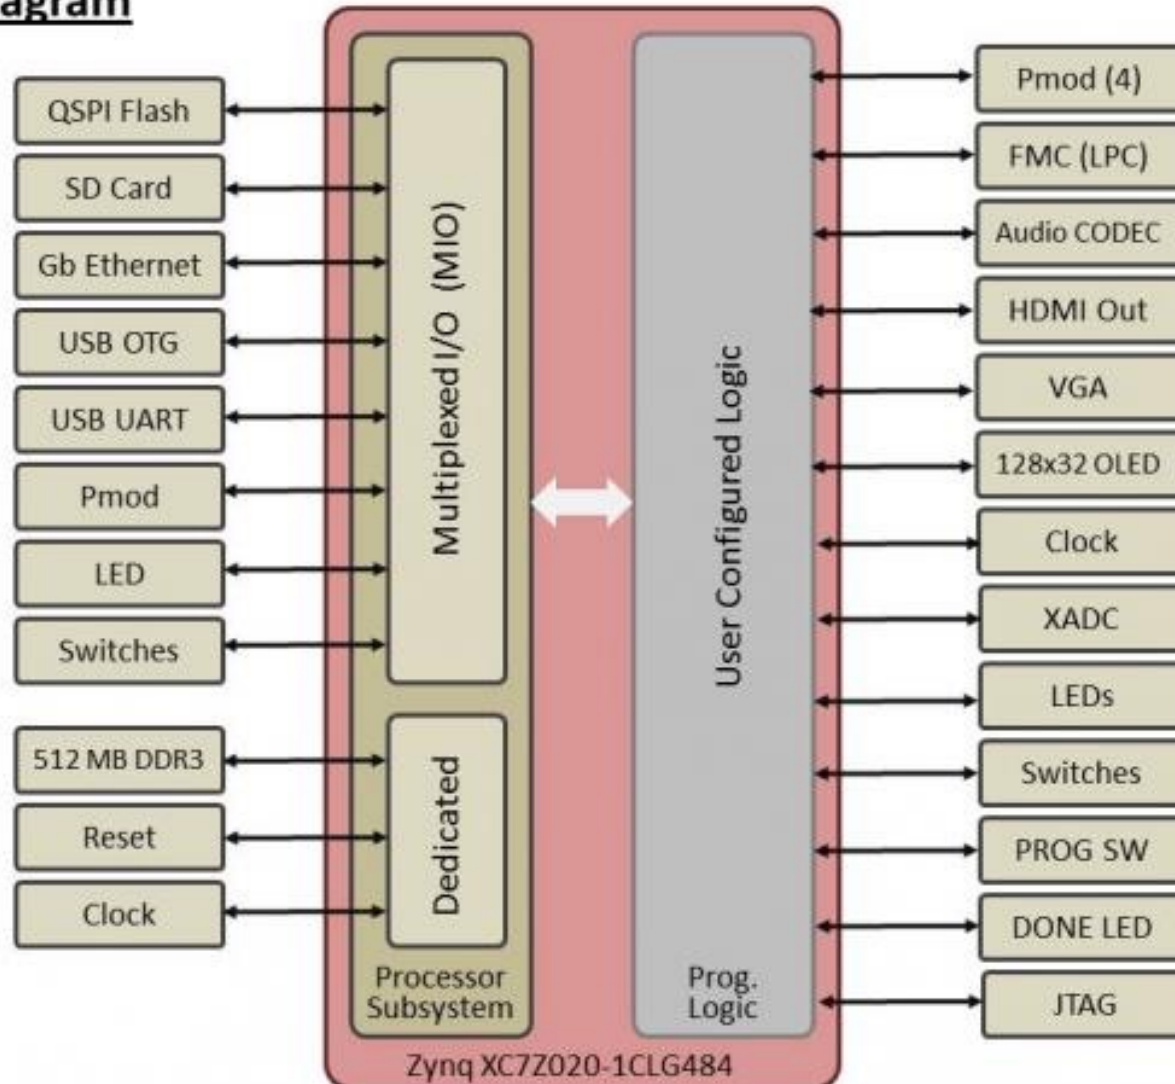 agram
QSPI Flash
SD Card
Gb Ethernet
USB OTG
USB UART
Pmod
LED
Switches
512 MB DDR3
Reset
Clock
Multiplexed I/O (MIO)
Dedicated
Processor
Subsystem
User Configured Logic
Prog.
Logic
Zynq XC7Z020-1CLG484
Pmod (4)
FMC (LPC)
Audio CODEC
HDMI Out
VGA
128x32 OLED
Clock
XADC
LEDs
Switches
PROG SW
DONE LED
JTAG